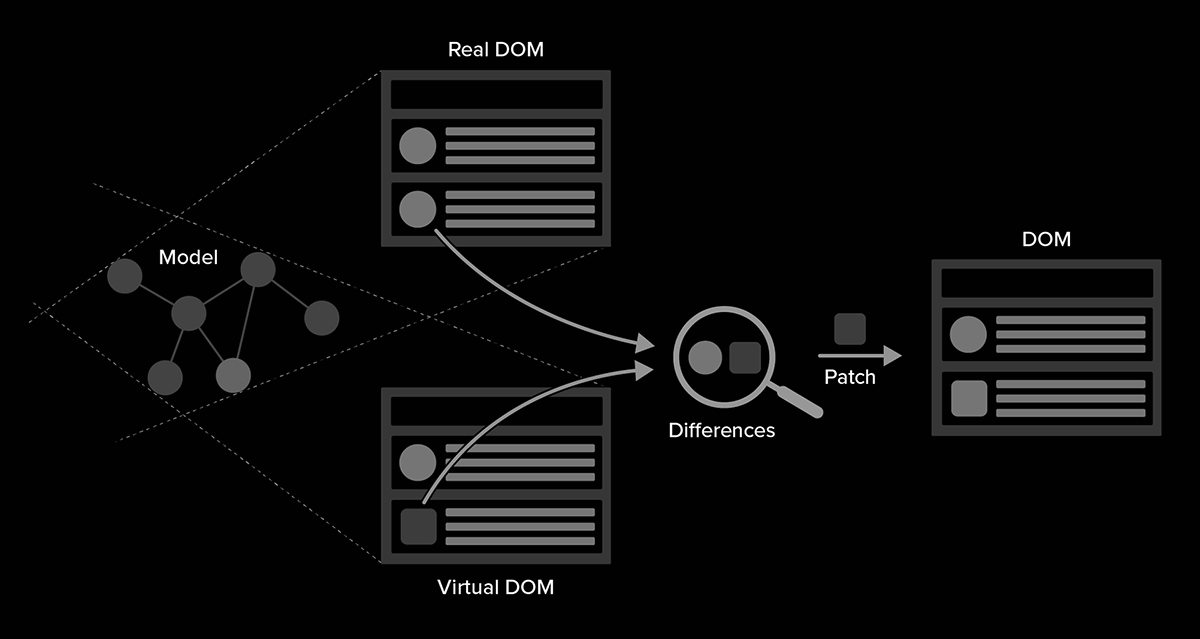 Real DOM
Model
DOM
Patch
Differences
Virtual DOM